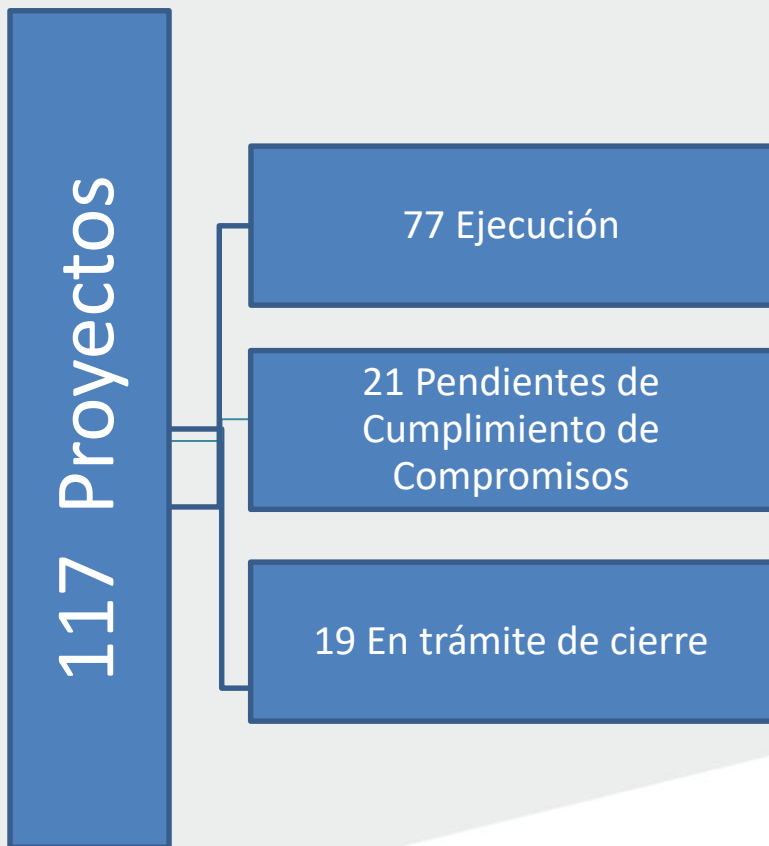 117 Proyectos
77 Ejecución
21 Pendientes de
Cumplimiento de
Compromisos
19 En trámite de cierre